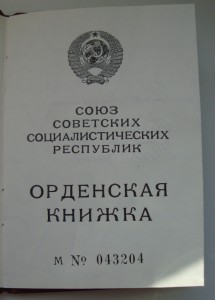 СОЮЗ
СОВЕТСКИХ
СОЦИАЛИСТИЧЕСКИХ
РЕСПУБЛИК
ОРДЕНСКАЯ
КНИЖКА
М № 043204